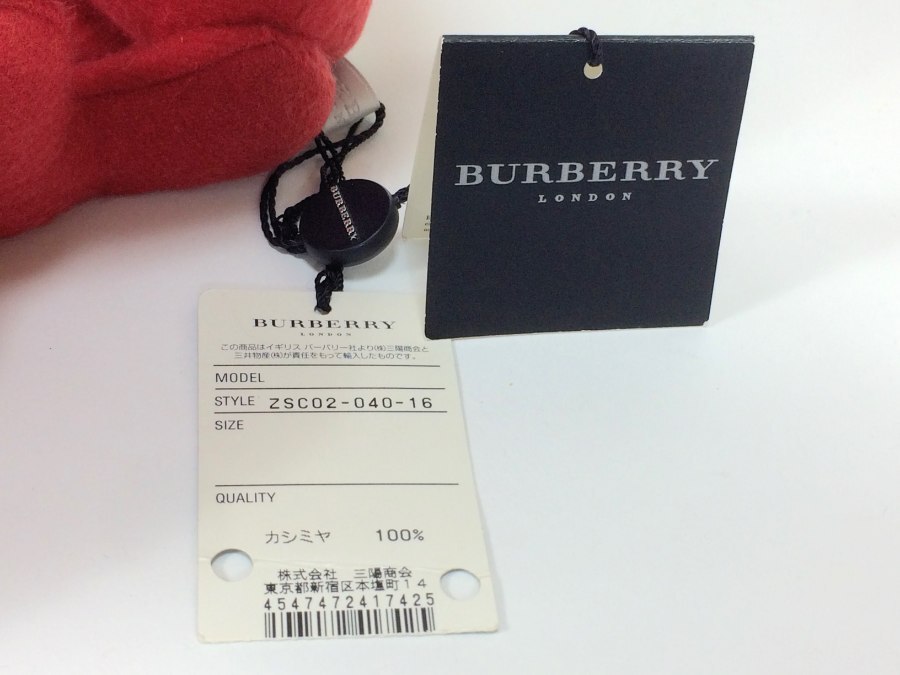 BURBERRY
LONDON
BURBERRY
BURBERRY
LONDON
この商品はイギリス バーバリー社より(株)三陽商会と
三井物産(株)が責任をもって輸入したものです。
MODEL
STYLE ZSC02-040-16
SIZE
QUALITY
カシミヤ 100%
株式会社 三陽商会
東京都新宿区本塩町14
4547472417425